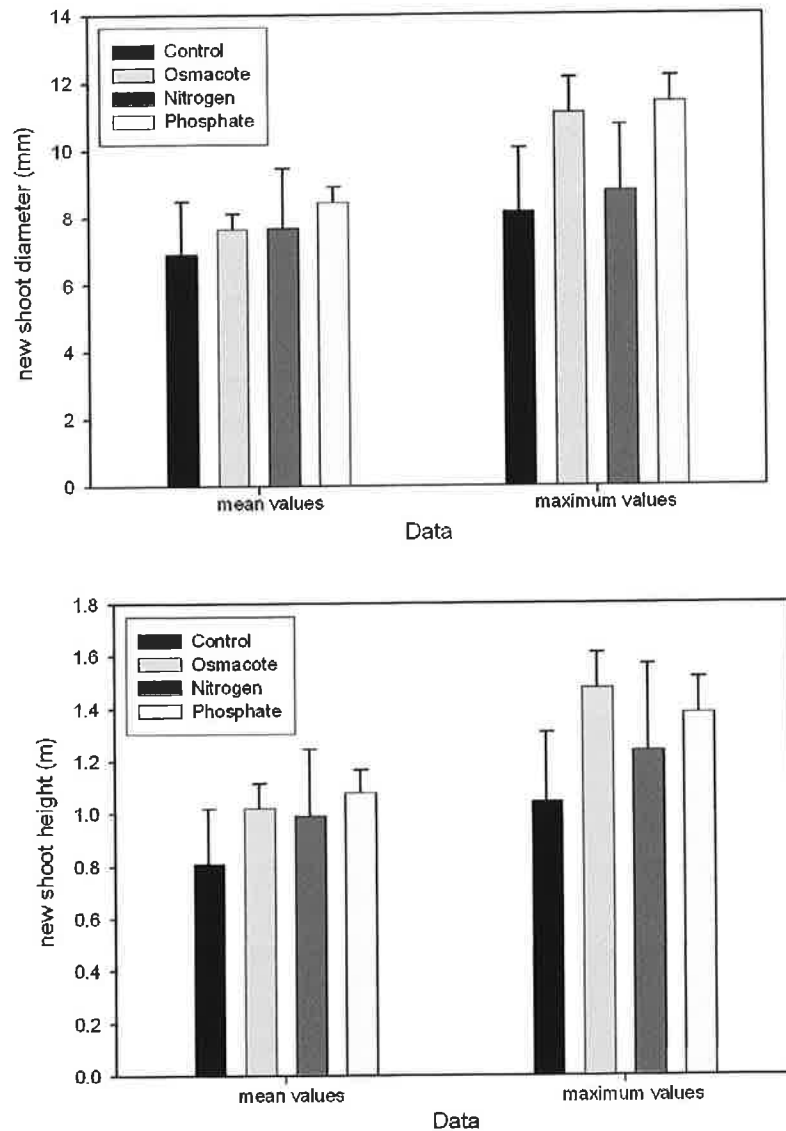 14
12
10
8
6
4
2
0
new shoot diameter (mm)
Control
Osmacote
Nitrogen
Phosphate
mean values
maximum values
Data
1.8
1.6
1.4
1.2
1.0
0.8
0.6
0.4
0.2
0.0
new shoot height (m)
Control
Osmacote
Nitrogen
Phosphate
mean values
maximum values
Data